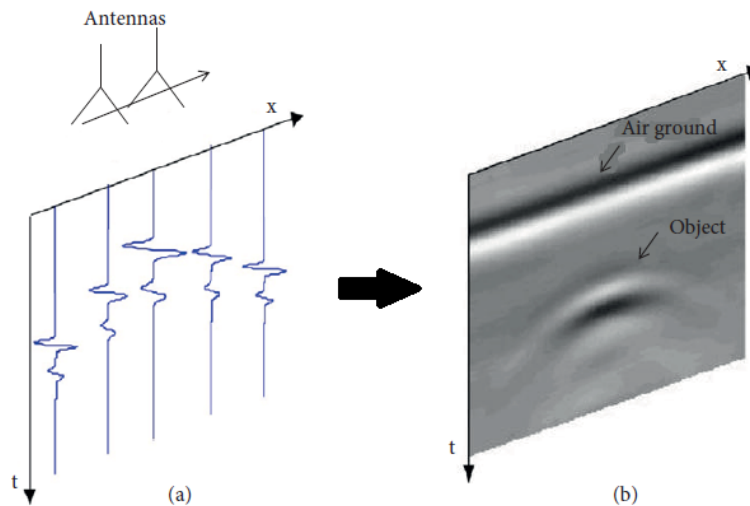 Antennas
x
t
(a)
x
Air ground
Object
t
(b)